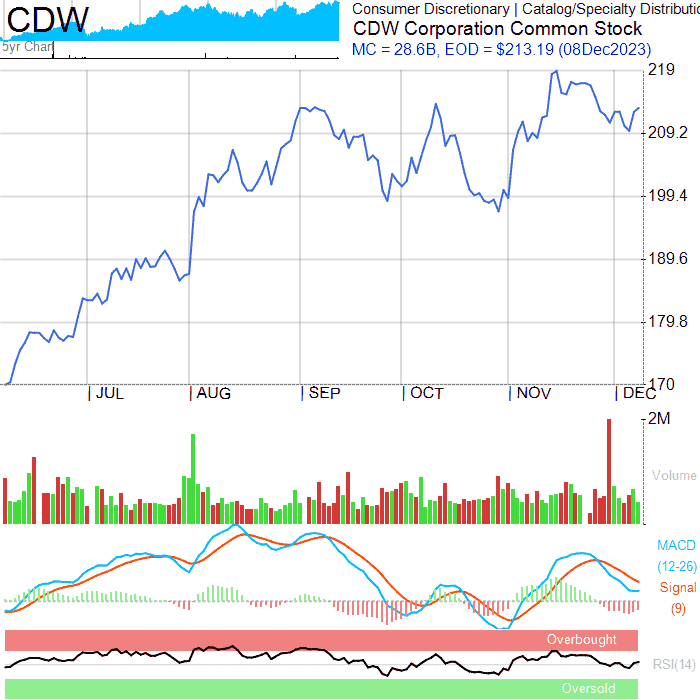 CDW
5yr Chart
Consumer Discretionary | Catalog/Specialty Distributio
CDW Corporation Common Stock
MC = 28.6B, EOD = $213.19 (08Dec2023)
219
209.2
199.4
189.6
179.8
170
JUL
AUG
SEP
OCT
NOV
DEC
2M
Volume
MACD
(12-26)
Signal
(9)
Overbought
RSI(14)
Oversold